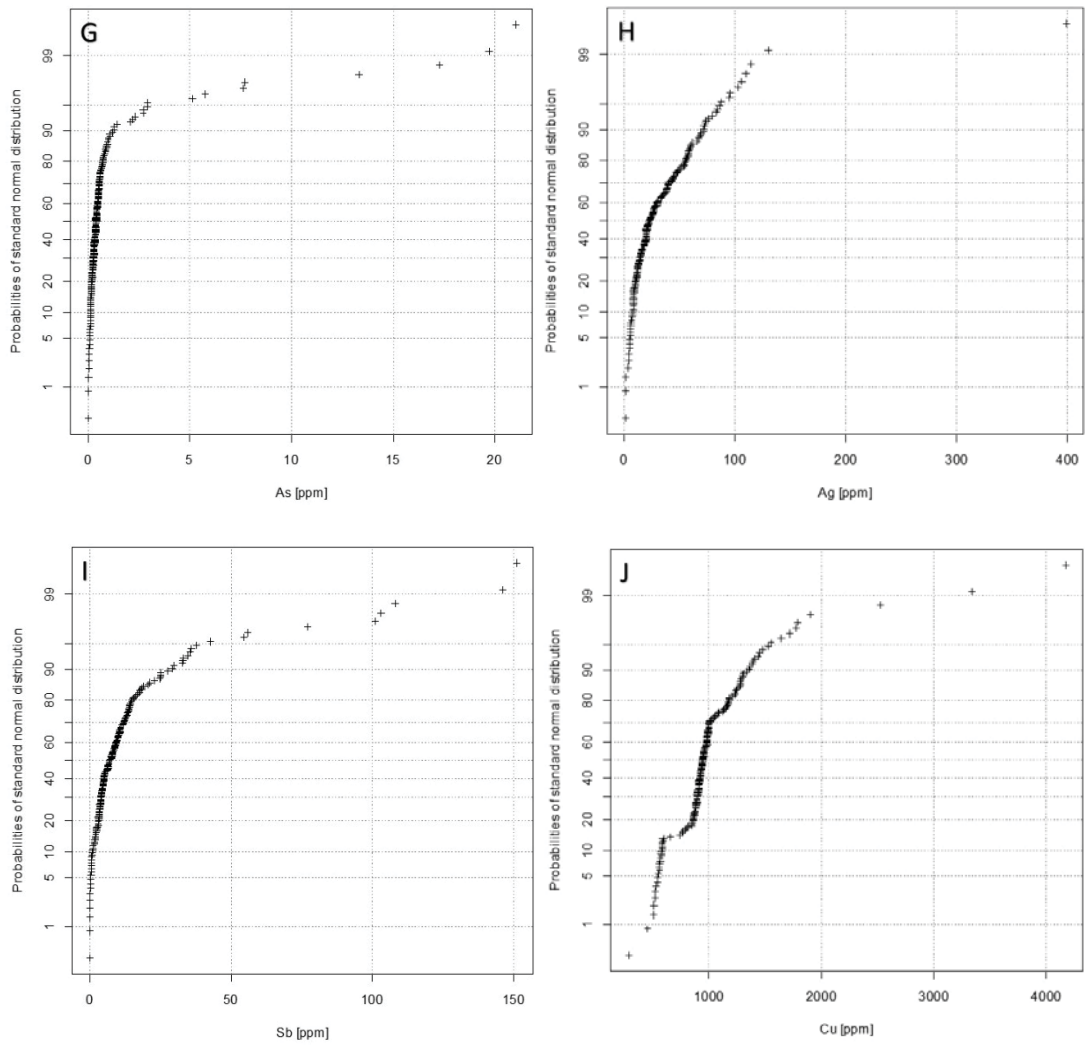 G
Probabilities of standard normal distribution
99
90
80
60
40
20
10
5
1
0 5 10 15 20
As [ppm]
H
Probabilities of standard normal distribution
99
90
80
60
40
20
10
5
1
0 100 200 300 400
Ag [ppm]
I
Probabilities of standard normal distribution
99
90
80
60
40
20
10
5
1
0 50 100 150
Sb [ppm]
J
Probabilities of standard normal distribution
99
90
80
60
40
20
10
5
1
1000 2000 3000 4000
Cu [ppm]